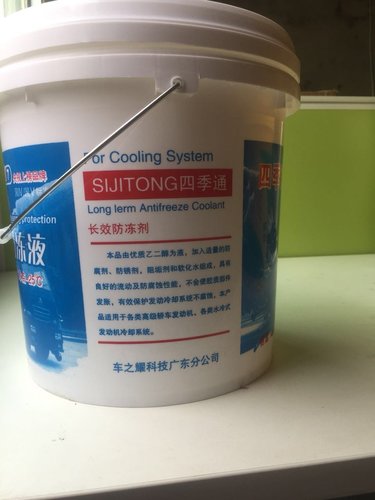 For Cooling System
SIJITONG四季通
Long lerm Antifreeze Coolant
长效防冻剂
本品由优质乙二醇为液，加入适量的防
腐剂、防锈剂、阻垢剂和软化水组成，具有
良好的流动及防腐蚀性能，不会使胶段部件
发胀，有效保护发动冷却系统不腐蚀，本产
品适用于各类高级轿车发动机、各類水冷式
发动机冷却系统。
车之耀科技广东分公司
protection
冻液
四季